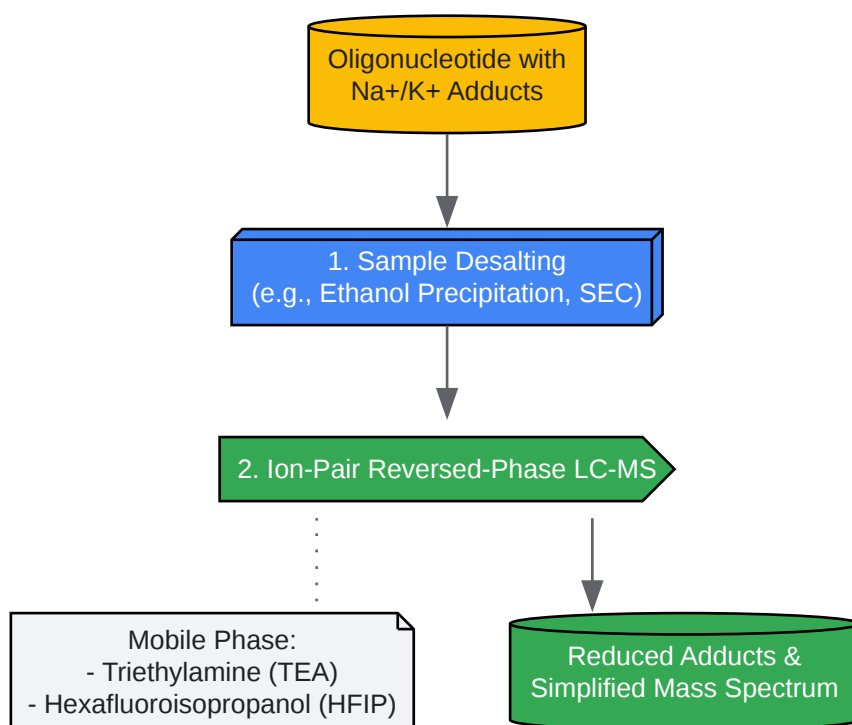 Oligonucleotide with
Na+/K+ Adducts
1. Sample Desalting
(e.g., Ethanol Precipitation, SEC)
2. Ion-Pair Reversed-Phase LC-MS
Mobile Phase:
- Triethylamine (TEA)
- Hexafluoroisopropanol (HFIP)
Reduced Adducts &
Simplified Mass Spectrum